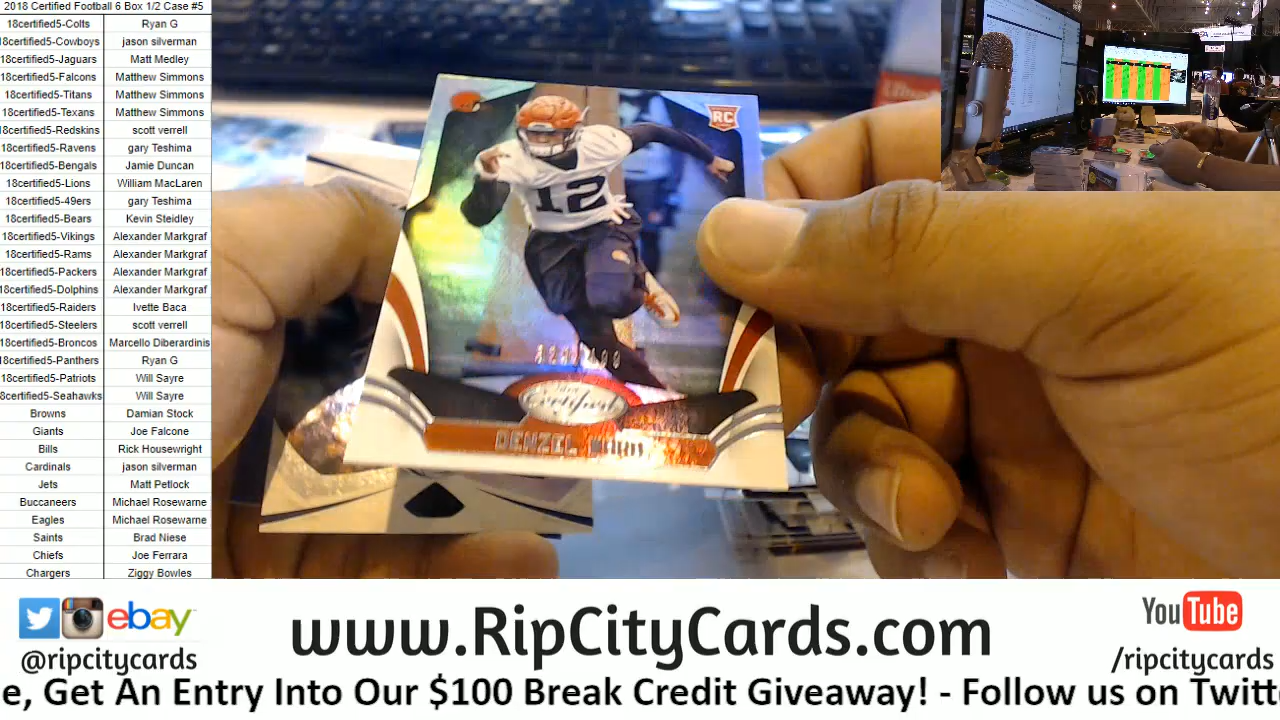 2018 Certified Football 6 Box 1/2 Case #5
18certified5-Colts Ryan G
18certified5-Cowboys jason silverman
18certified5-Jaguars Matt Medley
18certified5-Falcons Matthew Simmons
18certified5-Titans Matthew Simmons
18certified5-Texans Matthew Simmons
18certified5-Redskins scott verrell
18certified5-Ravens gary Teshima
18certified5-Bengals Jamie Duncan
18certified5-Lions William MacLaren
18certified5-49ers gary Teshima
18certified5-Bears Kevin Steidley
18certified5-Vikings Alexander Markgraf
18certified5-Rams Alexander Markgraf
18certified5-Packers Alexander Markgraf
18certified5-Dolphins Alexander Markgraf
18certified5-Raiders Ivette Baca
18certified5-Steelers scott verrell
18certified5-Broncos Marcello Diberardinis
18certified5-Panthers Ryan G
18certified5-Patriots Will Sayre
8certified5-Seahawks Will Sayre
Browns Damian Stock
Giants Joe Falcone
Bills Rick Housewright
Cardinals jason silverman
Jets Matt Petlock
Buccaneers Michael Rosewarne
Eagles Michael Rosewarne
Saints Brad Niese
Chiefs Joe Ferrara
Chargers Ziggy Bowles
RC
12
Certified
DENZEL
ebay
@ripcitycards
www.RipCityCards.com
YouTube
/ripcitycards
e, Get An Entry Into Our $100 Break Credit Giveaway! - Follow us on Twitt